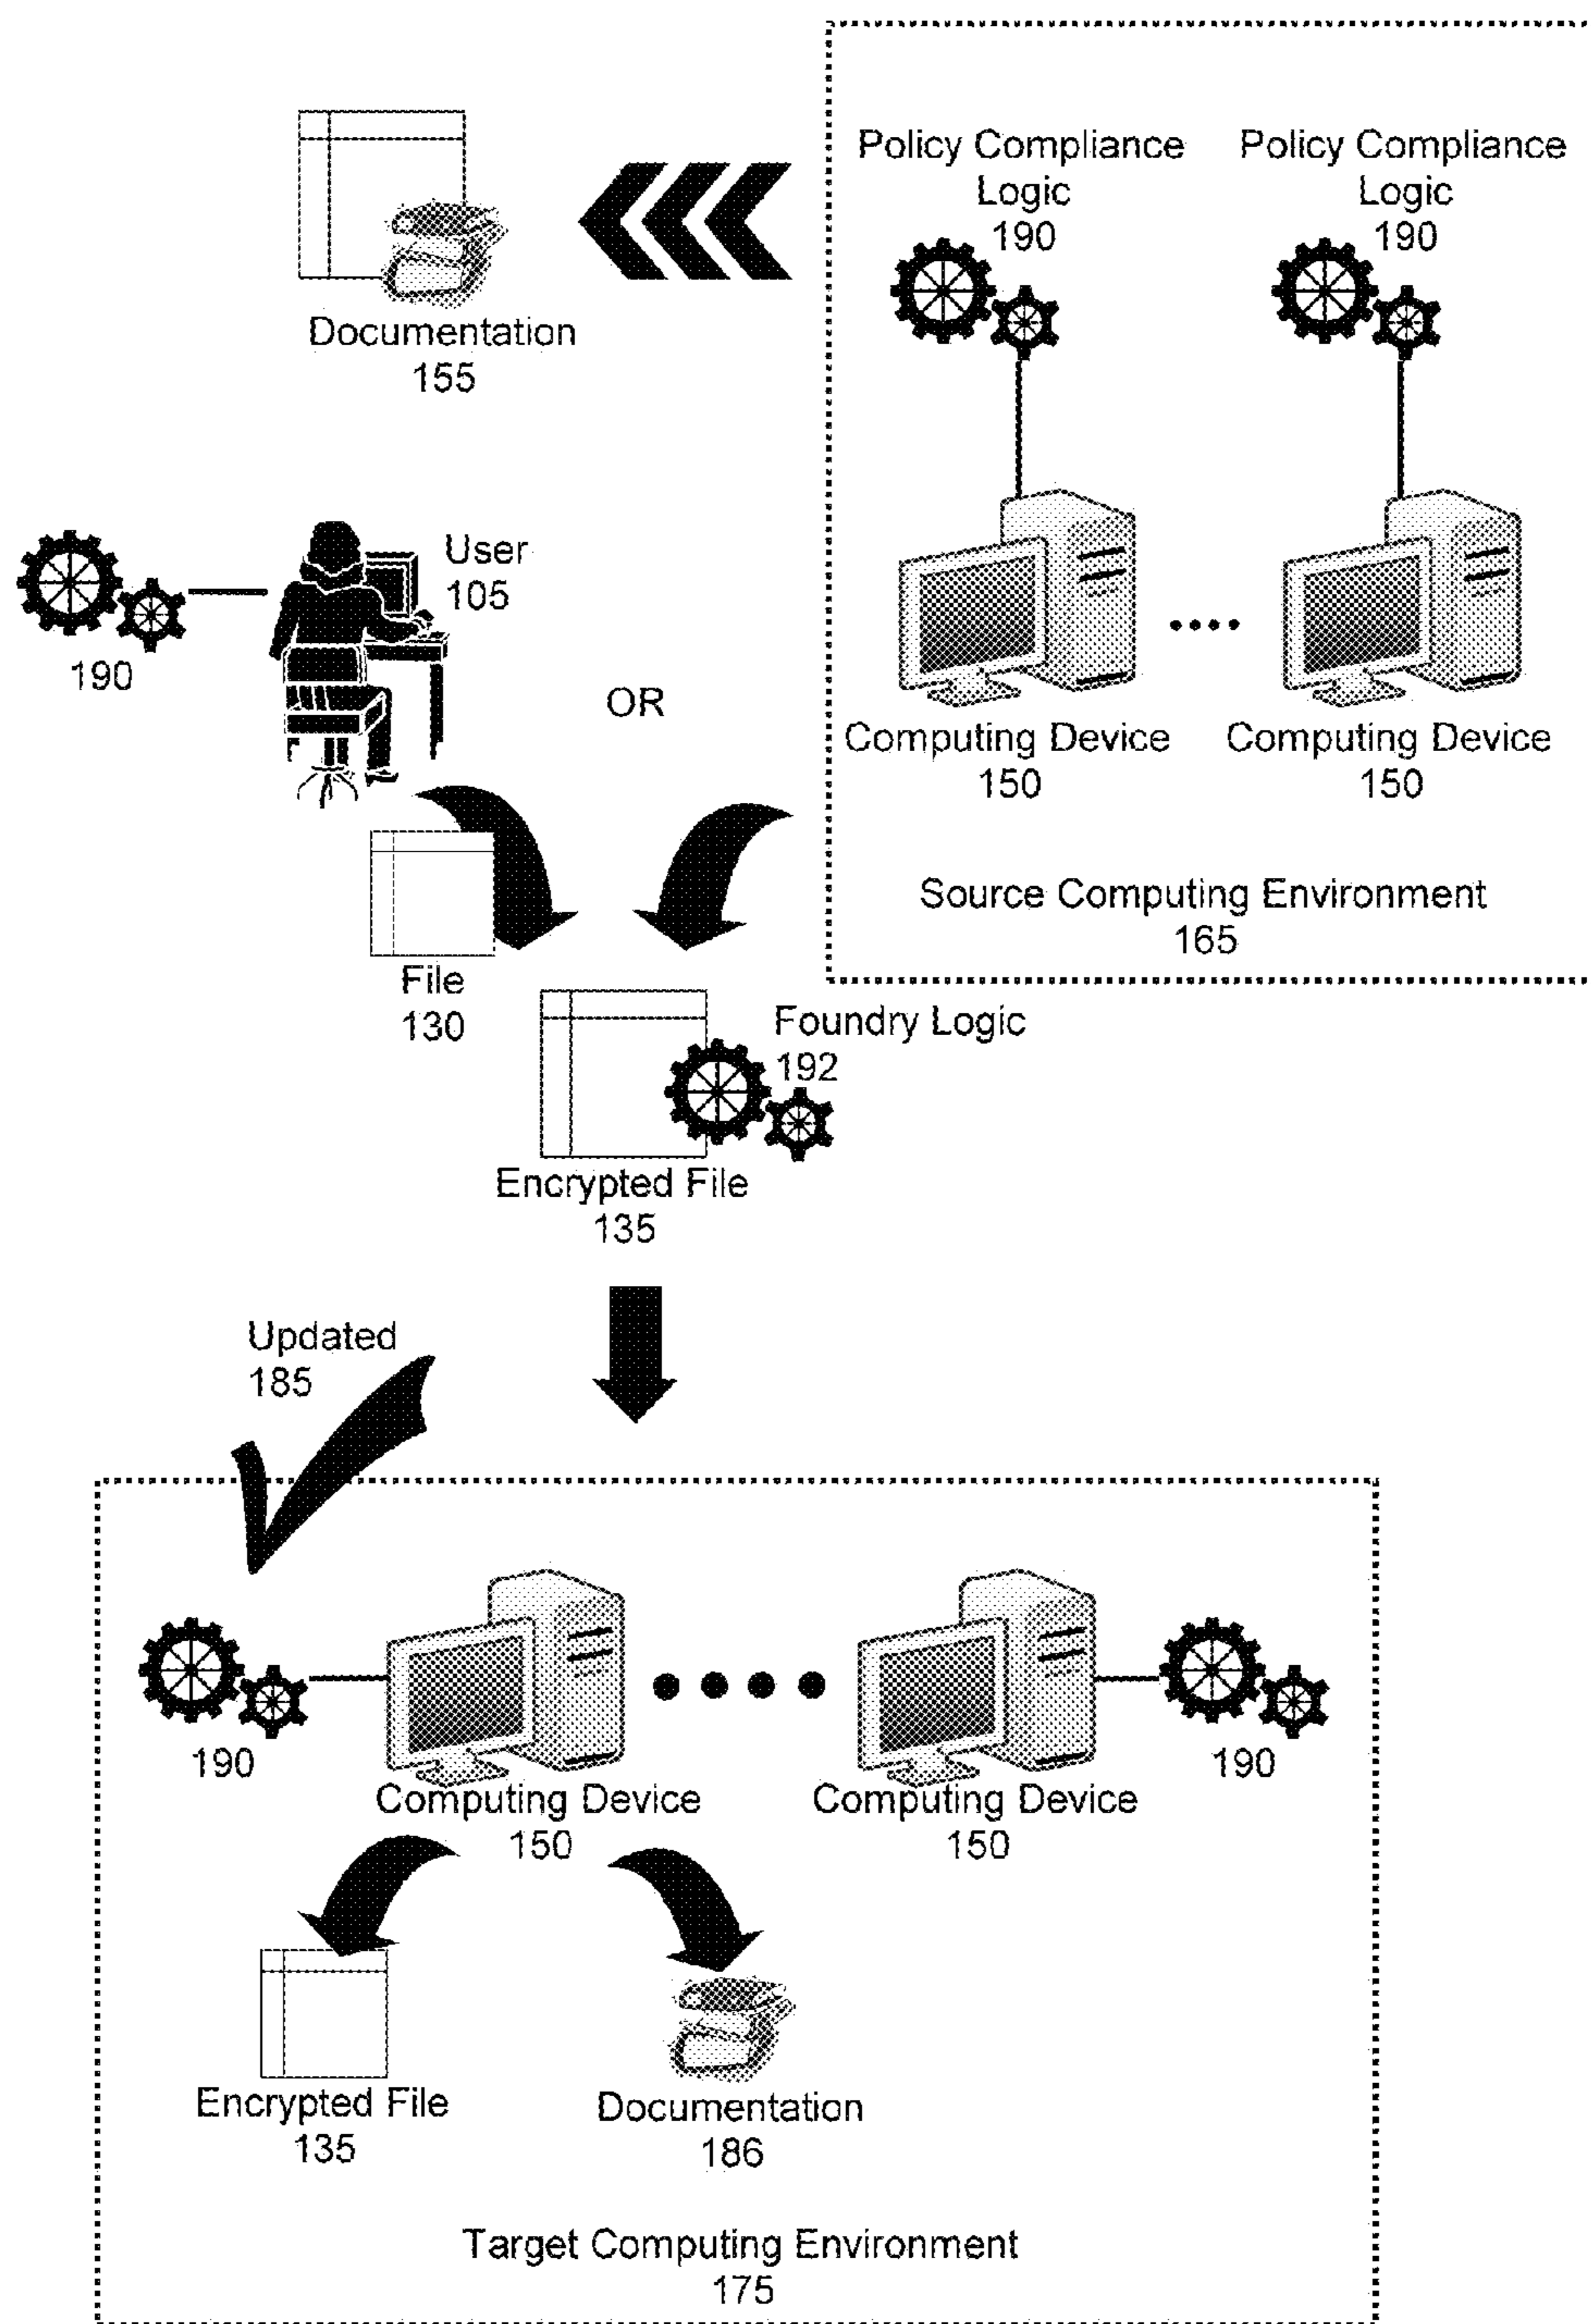 Policy Compliance
Logic
190
Policy Compliance
Logic
190
Documentation
155
User
105
190
OR
Computing Device
150
Computing Device
150
Source Computing Environment
165
File
130
Foundry Logic
192
Encrypted File
135
Updated
185
190
Computing Device
150
Computing Device
150
190
Encrypted File
135
Documentation
186
Target Computing Environment
175